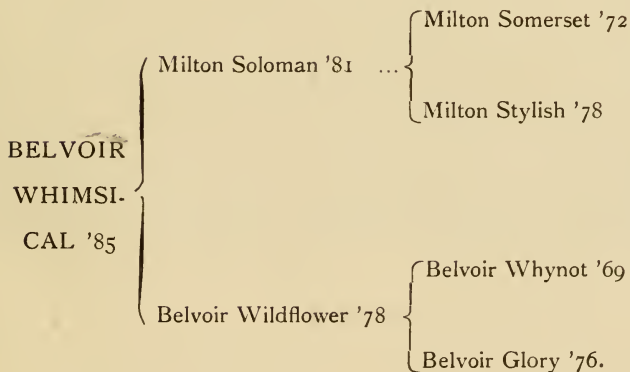 Milton Somerset '72
Milton Soloman '81 ...
Milton Stylish '78
BELVOIR
WHIMSI-
CAL '85
Belvoir Whynot '69
Belvoir Wildflower '78
Belvoir Glory '76.